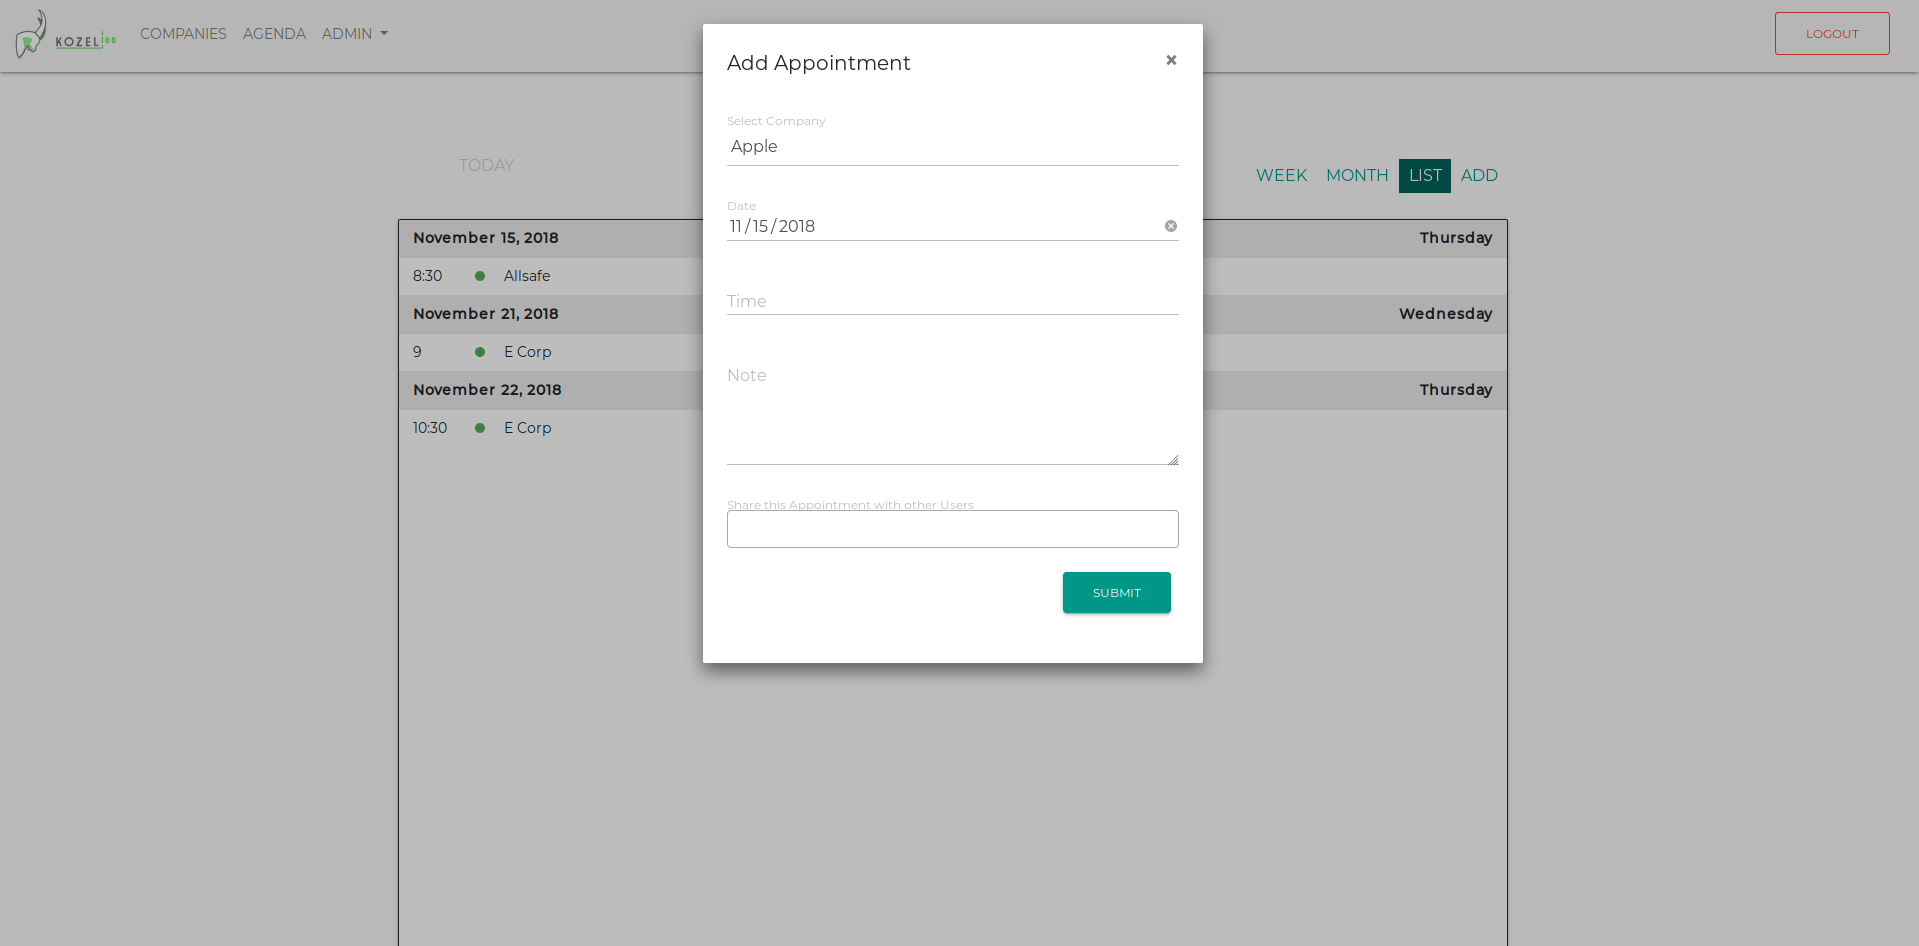 KOZEL100 COMPANIES AGENDA ADMIN LOGOUT
Add Appointment ×
Select Company
Apple
Date
11/15/2018
Time
Note
Share this Appointment with other Users
SUBMIT
TODAY WEEK MONTH LIST ADD
November 15, 2018 Thursday
8:30 Allsafe
November 21, 2018 Wednesday
9 E Corp
November 22, 2018 Thursday
10:30 E Corp